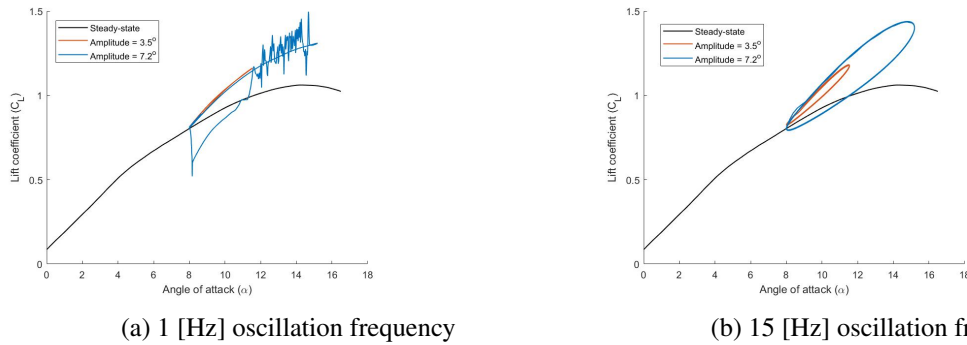 1.5
Steady-state
Amplitude = 3.5°
Amplitude = 7.2°
1
0.5
0
Lift coefficient (C_L)
0 2 4 6 8 10 12 14 16 18
Angle of attack (α)
(a) 1 [Hz] oscillation frequency
1.5
Steady-state
Amplitude = 3.5°
Amplitude = 7.2°
1
0.5
0
Lift coefficient (C_L)
0 2 4 6 8 10 12 14 16 18
Angle of attack (α)
(b) 15 [Hz] oscillation fr